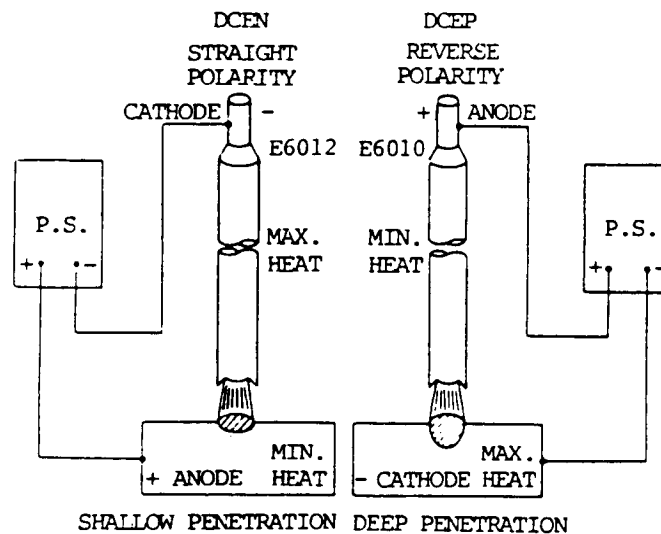 DCEN
STRAIGHT
POLARITY
CATHODE
-
E6012
P.S.
+ -
MAX.
HEAT
MIN.
+ ANODE HEAT
SHALLOW PENETRATION
DCEP
REVERSE
POLARITY
+
ANODE
E6010
P.S.
+ -
MIN.
HEAT
MAX.
- CATHODE HEAT
DEEP PENETRATION